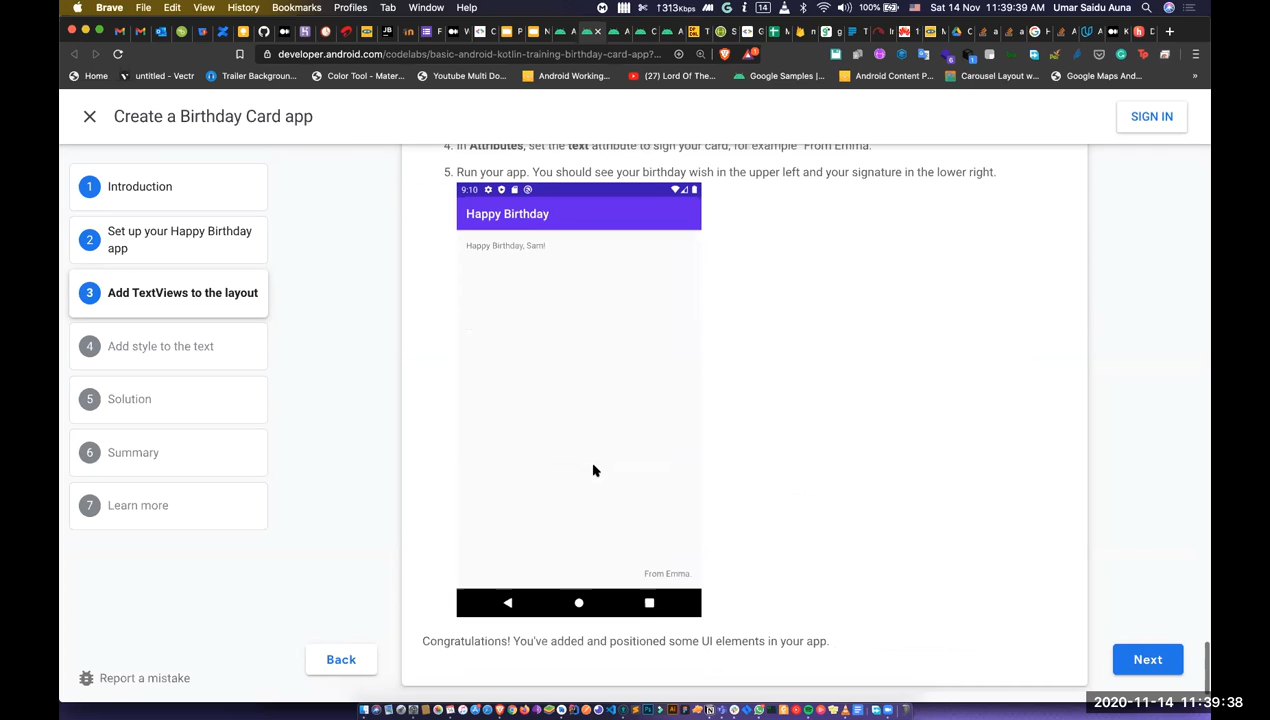 Brave File Edit View History Bookmarks Profiles Tab Window Help 1313Kbps 14 100% Sat 14 Nov 11:39:39 AM Umar Saidu Auna
developer.android.com/codelabs/basic-android-kotlin-training-birthday-card-app?...
Home untitled - Vectr Trailer Backgroun... Color Tool - Mater... Youtube Multi Do... Android Working... (27) Lord Of The... Google Samples |... Android Content P... Carousel Layout w... Google Maps And... »
Create a Birthday Card app
SIGN IN
1 Introduction
2 Set up your Happy Birthday
app
3 Add TextViews to the layout
4 Add style to the text
5 Solution
6 Summary
7 Learn more
4. In Attributes, set the text attribute to sign your card, for example "From Emma."
5. Run your app. You should see your birthday wish in the upper left and your signature in the lower right.
9:10
Happy Birthday
Happy Birthday, Sam!
From Emma.
Congratulations! You've added and positioned some UI elements in your app.
Back
Next
Report a mistake
2020-11-14 11:39:38